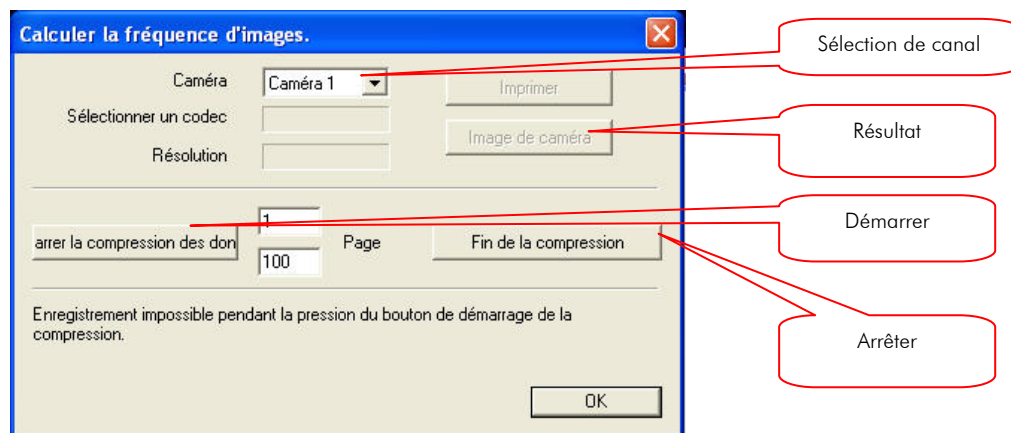 Calculer la fréquence d'images.
Sélection de canal
Caméra
Caméra 1
Imprimer
Sélectionner un codec
Image de caméra
Résultat
Résolution
Démarrer
1
arrer la compression des don
Page
Fin de la compression
100
Enregistrement impossible pendant la pression du bouton de démarrage de la
compression.
Arrêter
OK